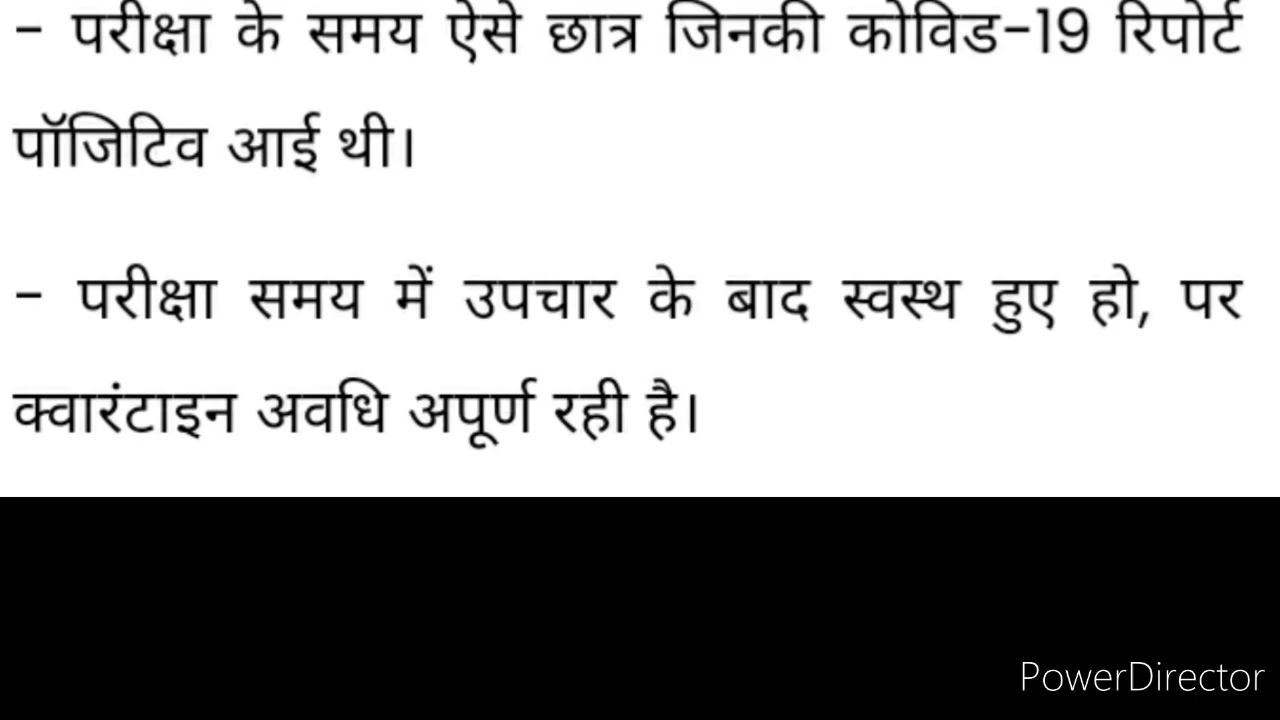 - परीक्षा के समय ऐसे छात्र जिनकी कोविड-19 रिपोर्ट
पॉजिटिव आई थी।
- परीक्षा समय में उपचार के बाद स्वस्थ हुए हो, पर
क्वारंटाइन अवधि अपूर्ण रही है।
PowerDirector